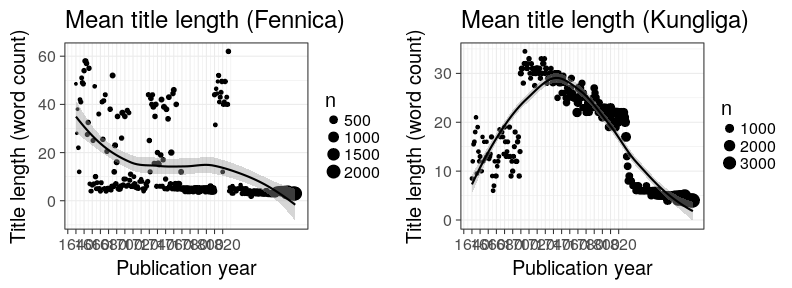 Mean title length (Fennica)
Title length (word count)
60
40
20
0
Publication year
n
500
1000
1500
2000
Mean title length (Kungliga)
Title length (word count)
30
20
10
0
Publication year
n
1000
2000
3000